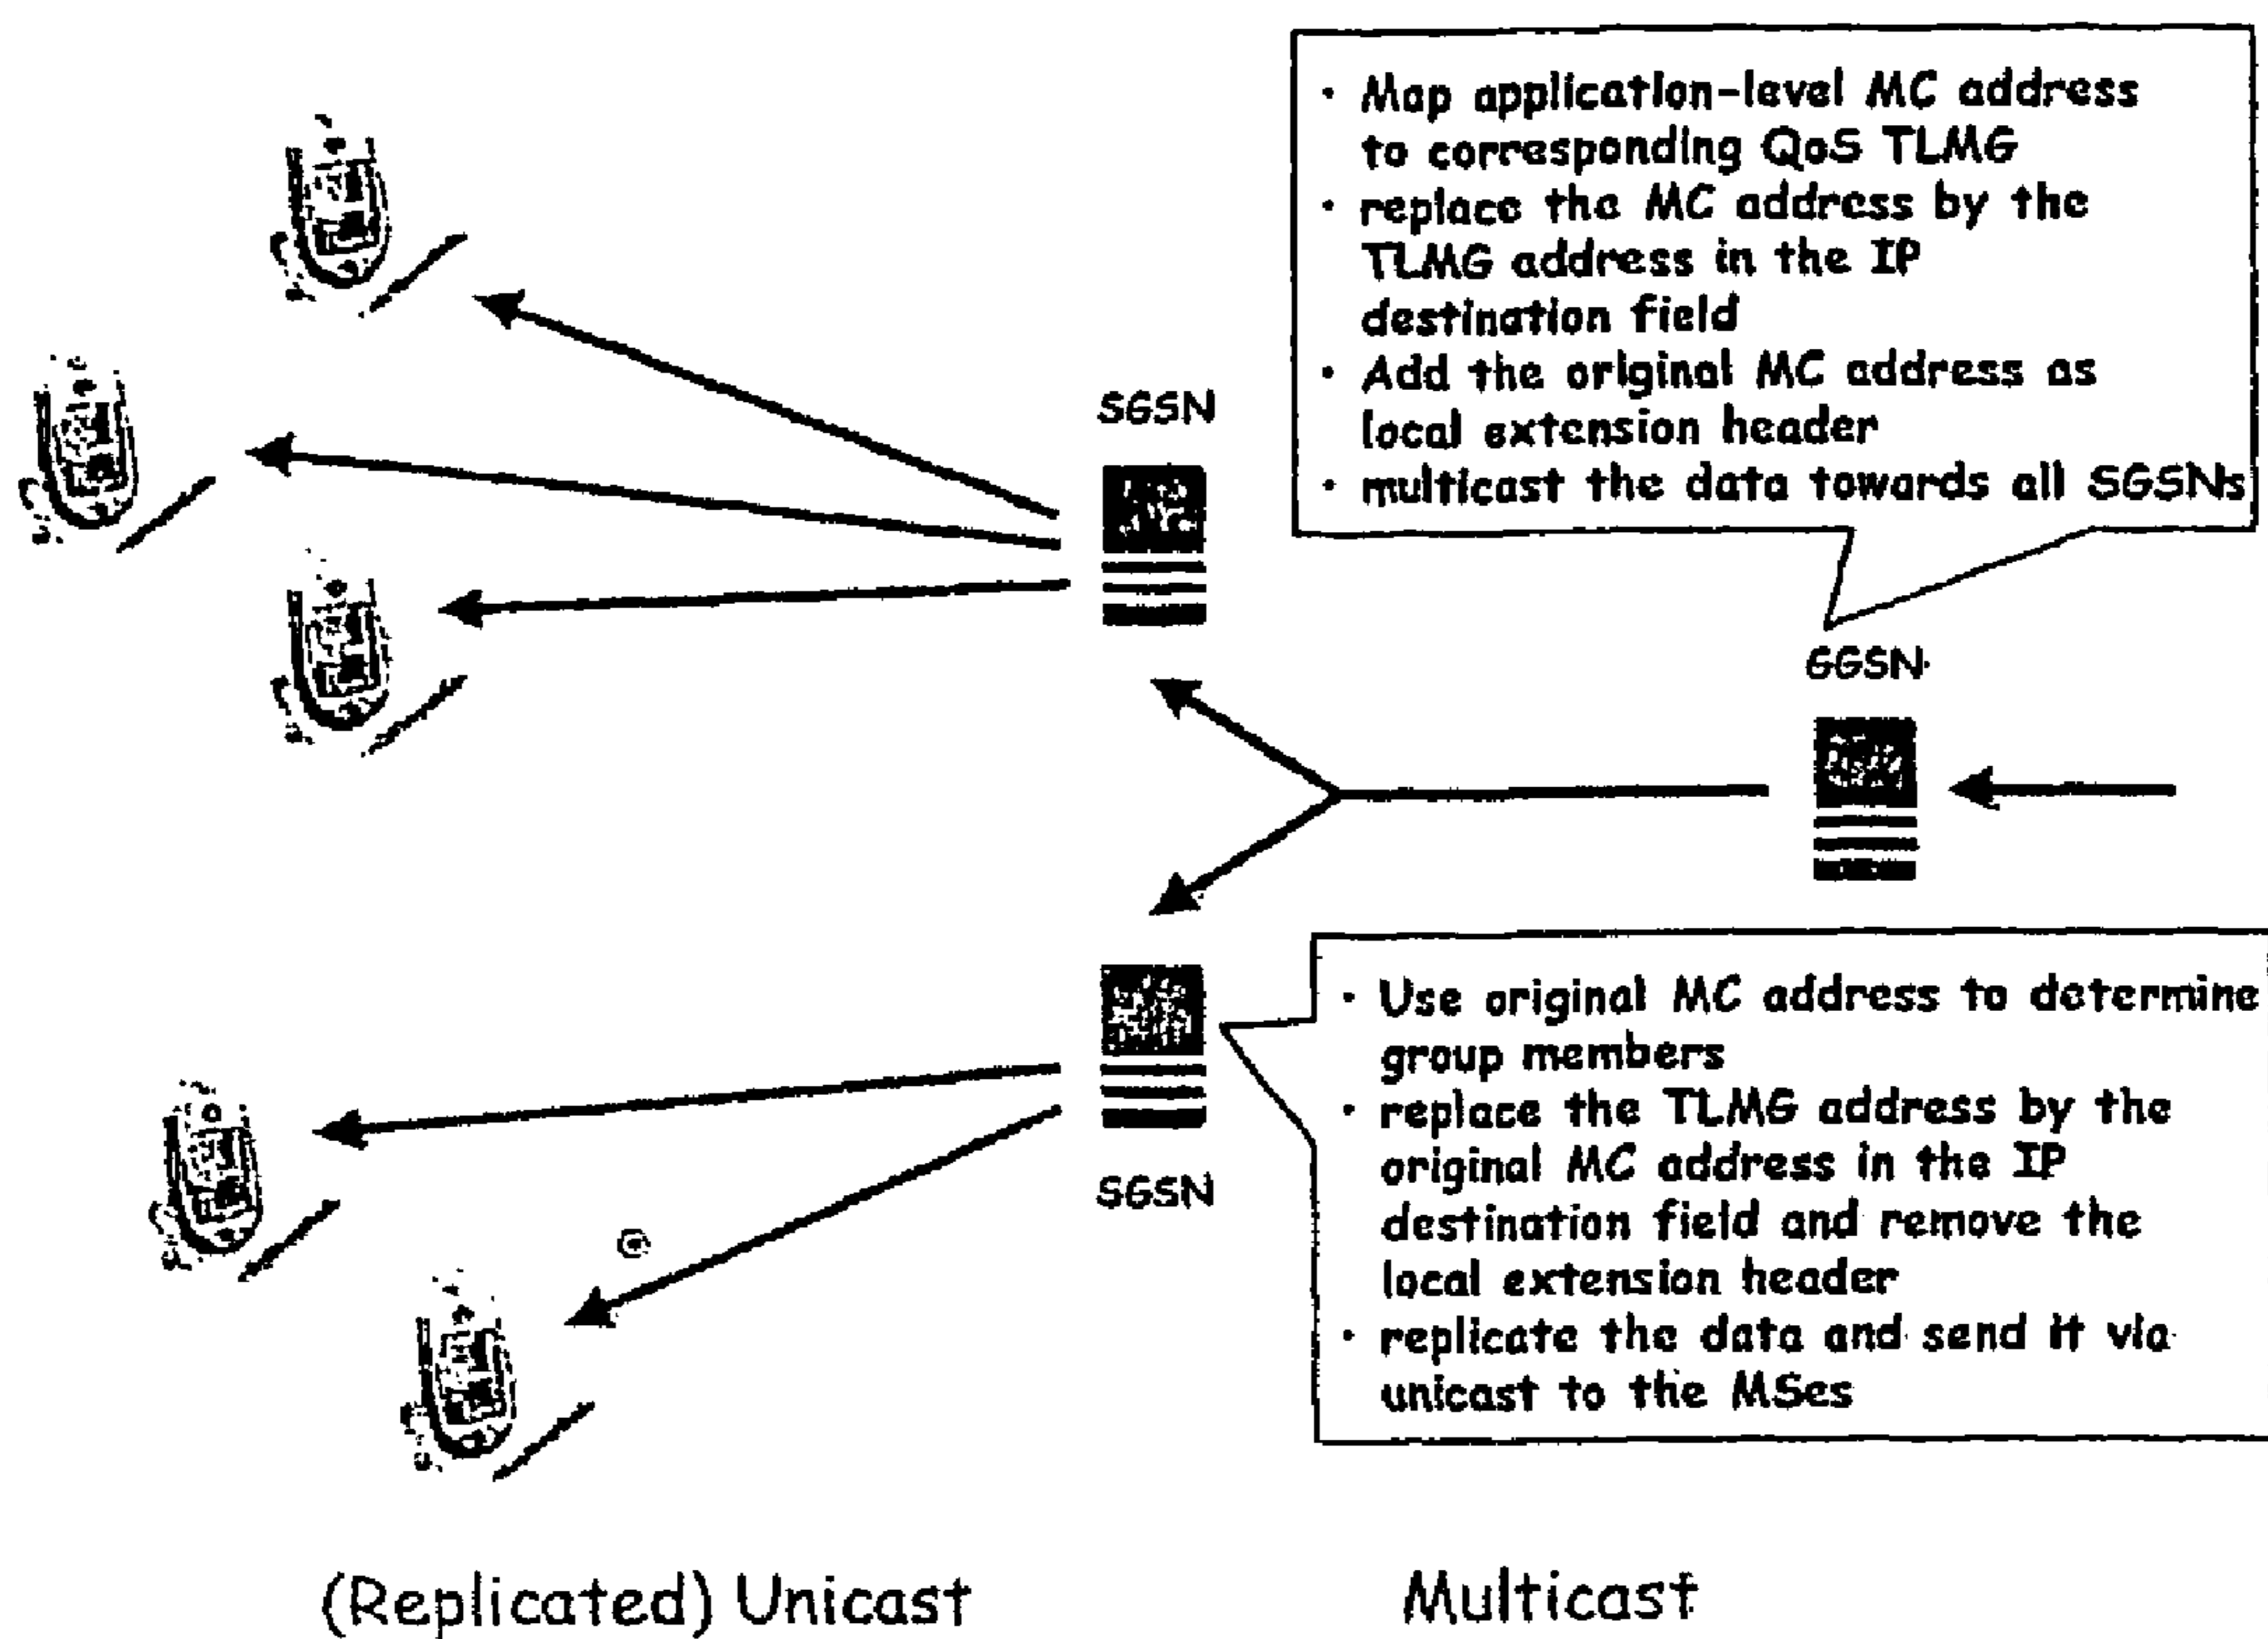 • Map application-level MC address
to corresponding QoS TLMG
• replace the MC address by the
TLMG address in the IP
destination field
• Add the original MC address as
local extension header
• multicast the data towards all SGSNs
SGSN
GGSN
• Use original MC address to determine
group members
• replace the TLMG address by the
original MC address in the IP
destination field and remove the
local extension header
• replicate the data and send it via
unicast to the MSes
SGSN
(Replicated) Unicast
Multicast